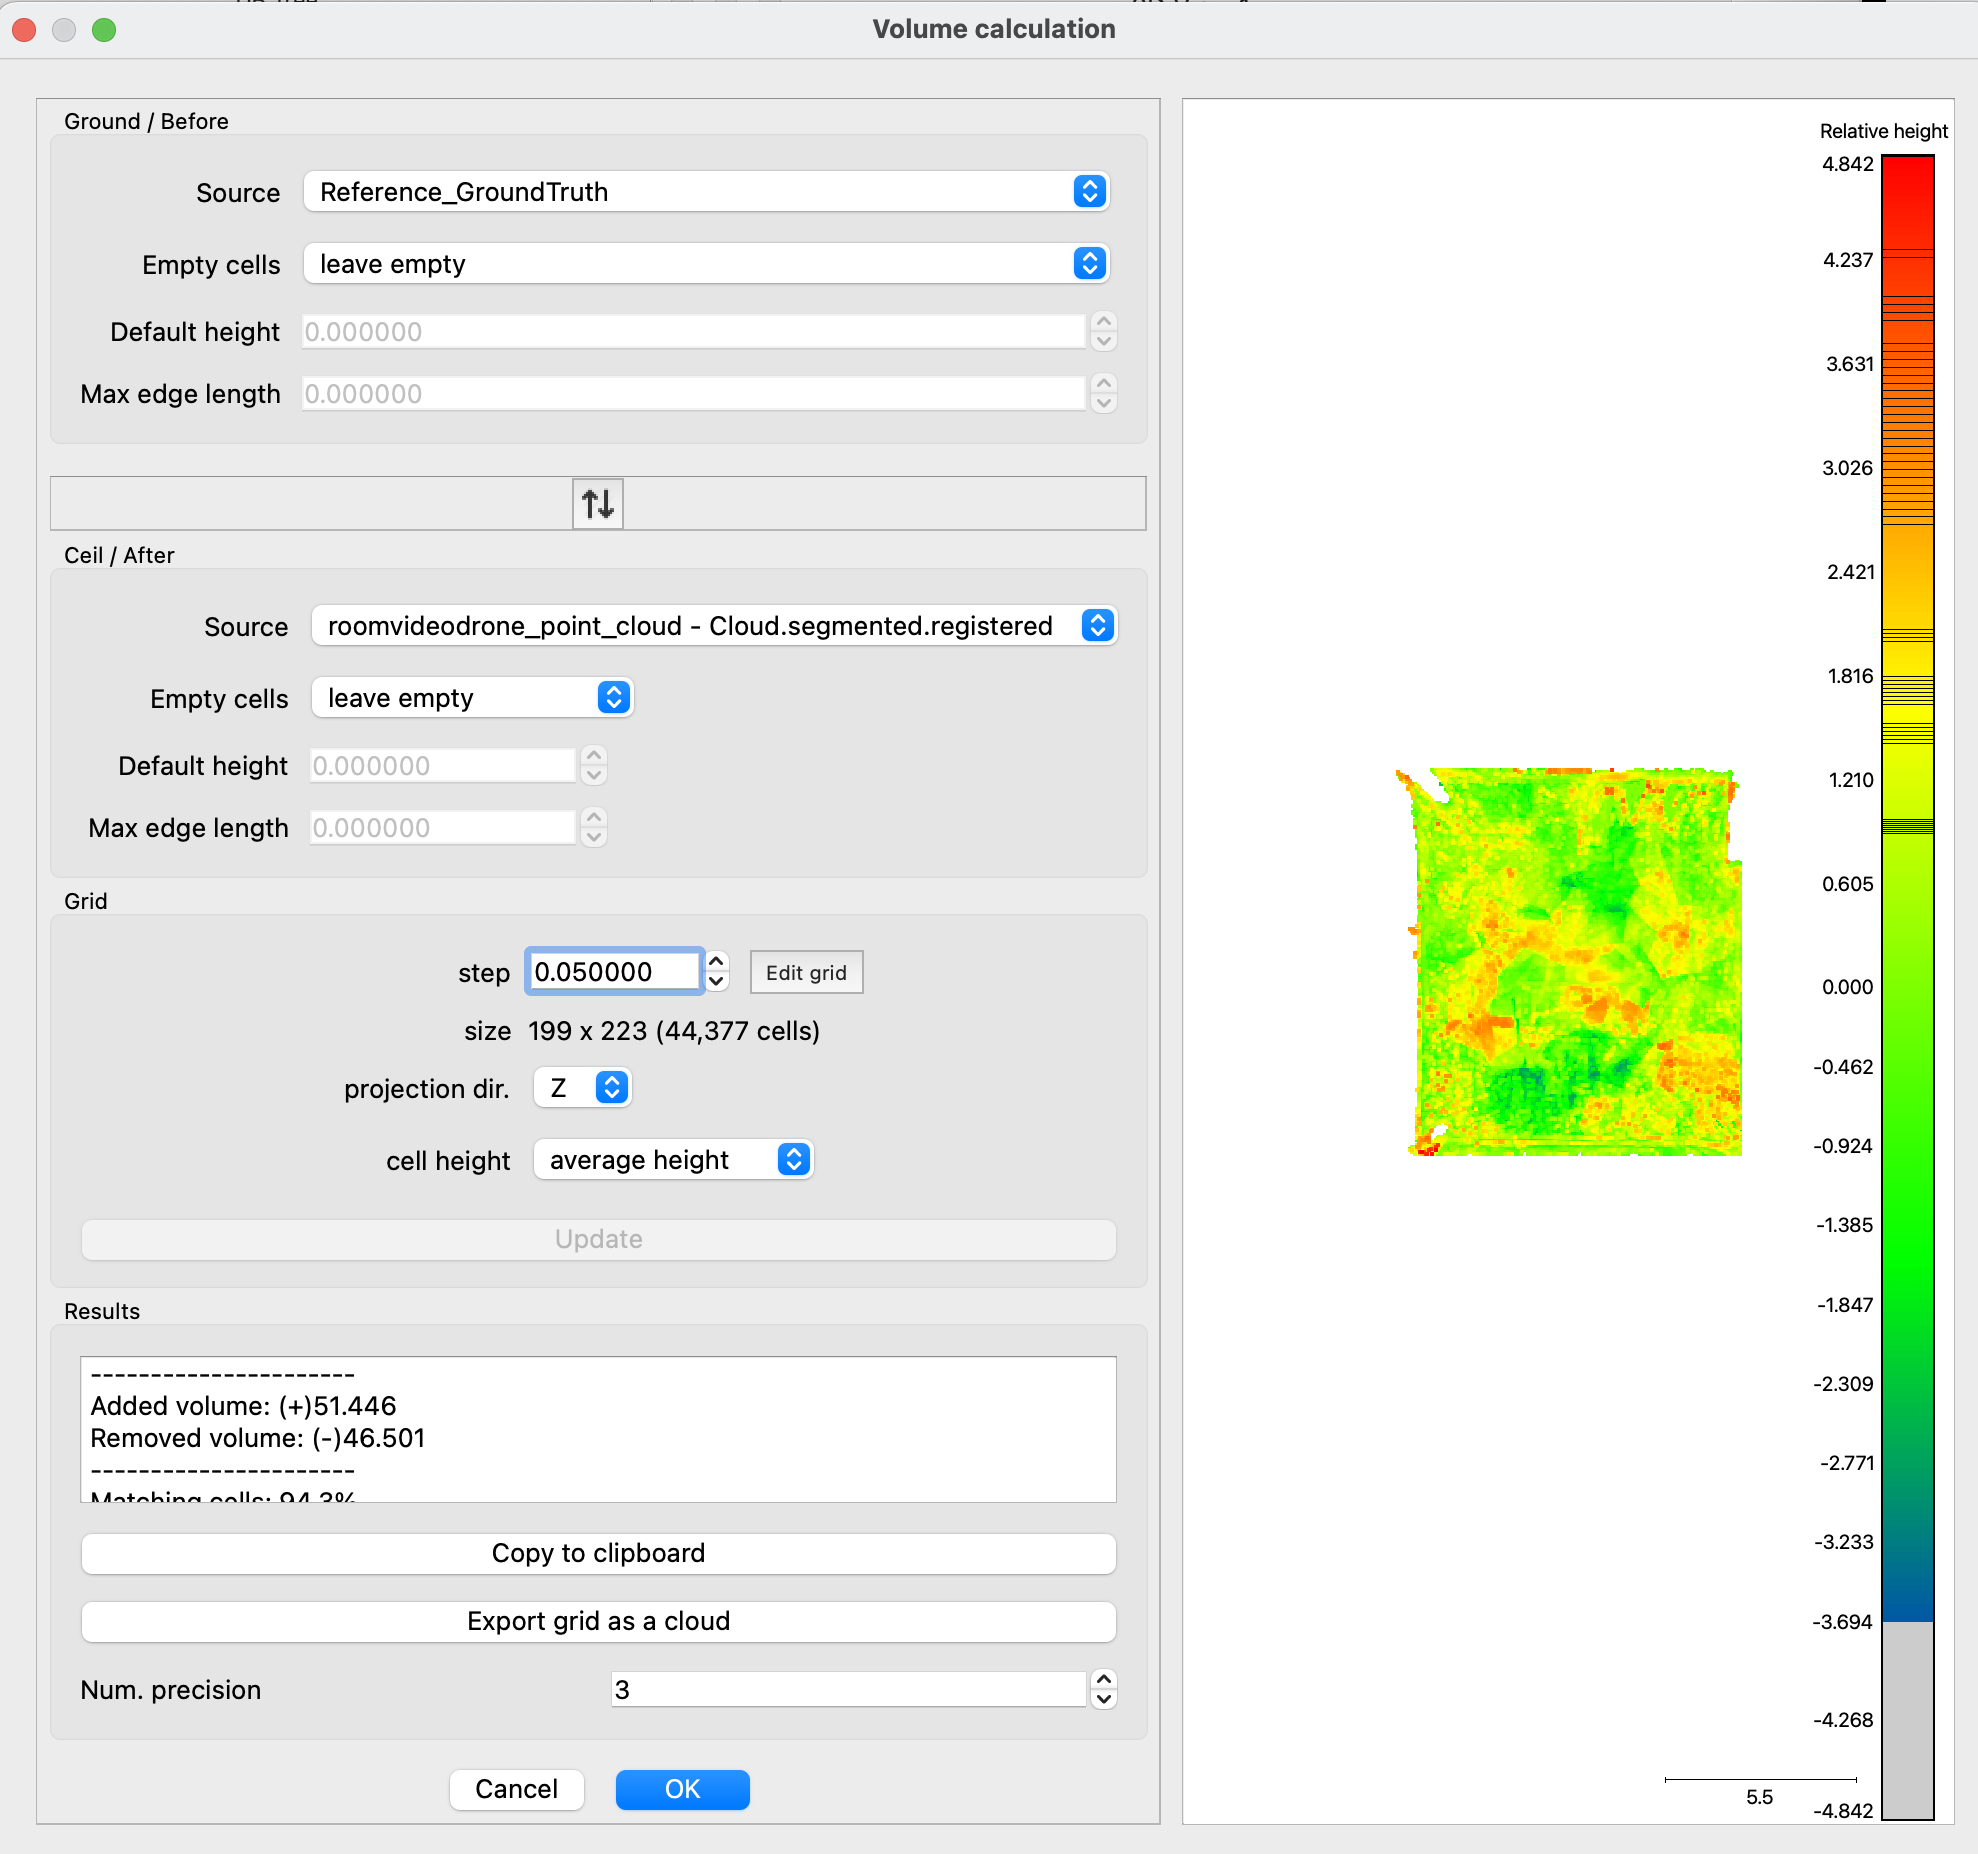 Volume calculation
Ground / Before
Source
Reference_GroundTruth
Empty cells
leave empty
Default height
0.000000
Max edge length
0.000000
Ceil / After
Source
roomvideodrone_point_cloud - Cloud.segmented.registered
Empty cells
leave empty
Default height
0.000000
Max edge length
0.000000
Grid
step
0.050000
Edit grid
size
199 x 223 (44,377 cells)
projection dir.
Z
cell height
average height
Update
Results
----------------------
Added volume: (+)51.446
Removed volume: (-)46.501
----------------------
Matching cells: 94.3%
Copy to clipboard
Export grid as a cloud
Num. precision
3
Cancel
OK
Relative height
4.842
4.237
3.631
3.026
2.421
1.816
1.210
0.605
0.000
-0.462
-0.924
-1.385
-1.847
-2.309
-2.771
-3.233
-3.694
-4.268
-4.842
5.5